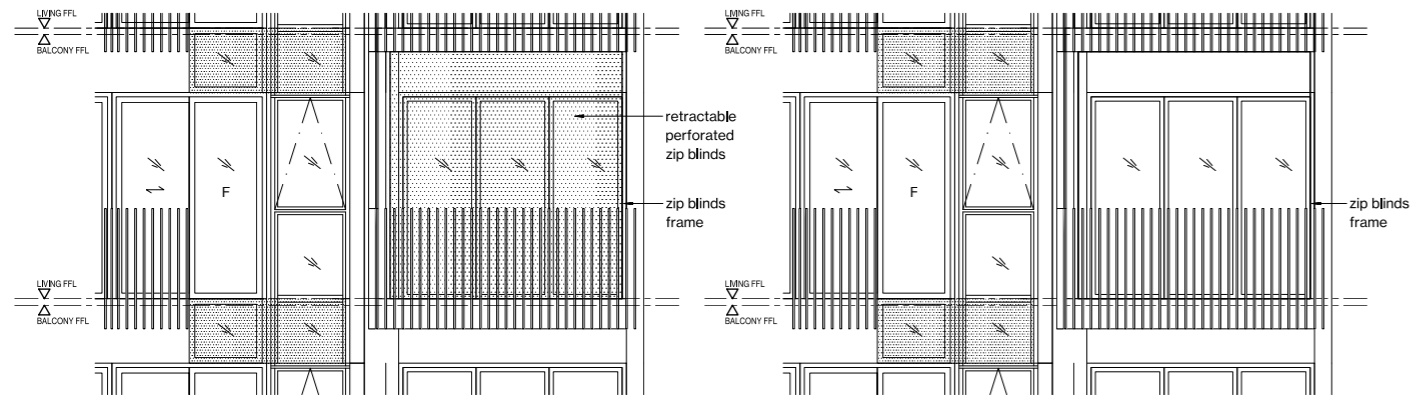 LIVING FFL
BALCONY FFL
retractable
perforated
zip blinds
F
zip blinds
frame
LIVING FFL
BALCONY FFL
LIVING FFL
BALCONY FFL
F
zip blinds
frame
LIVING FFL
BALCONY FFL